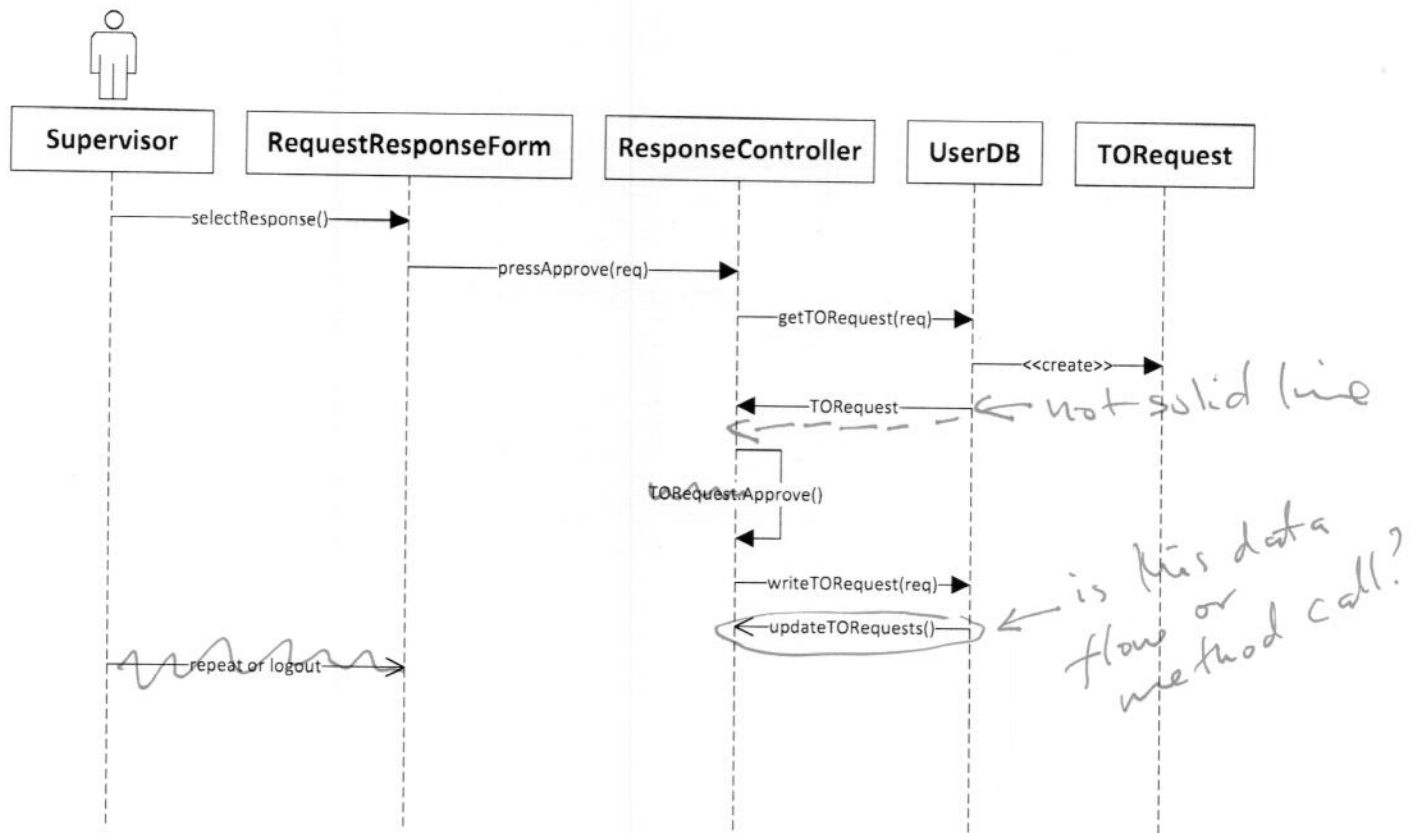 Supervisor
RequestResponseForm
ResponseController
UserDB
TORequest
selectResponse()
pressApprove(req)
getTORequest(req)
<<create>>
TORequest
not solid line
TORequest.Approve()
writeTORequest(req)
updateTORequests()
is this data
flow or
method call?
repeat or logout